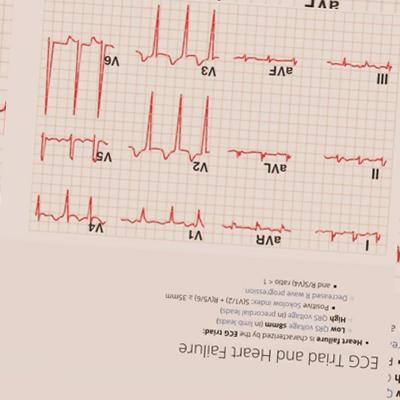 ECG Triad and Heart Failure
Heart failure is characterized by the ECG triad:
Low QRS voltage ≤8mm (in limb leads)
High QRS voltage (in precordial leads)
Positive Sokolow index: S(V1/2) + R(V5/6) ≥ 35mm
Decreased R wave progression
and R/S(V4) ratio < 1
I aVR V1 V4
II aVL V2 V5
III aVF V3 V6